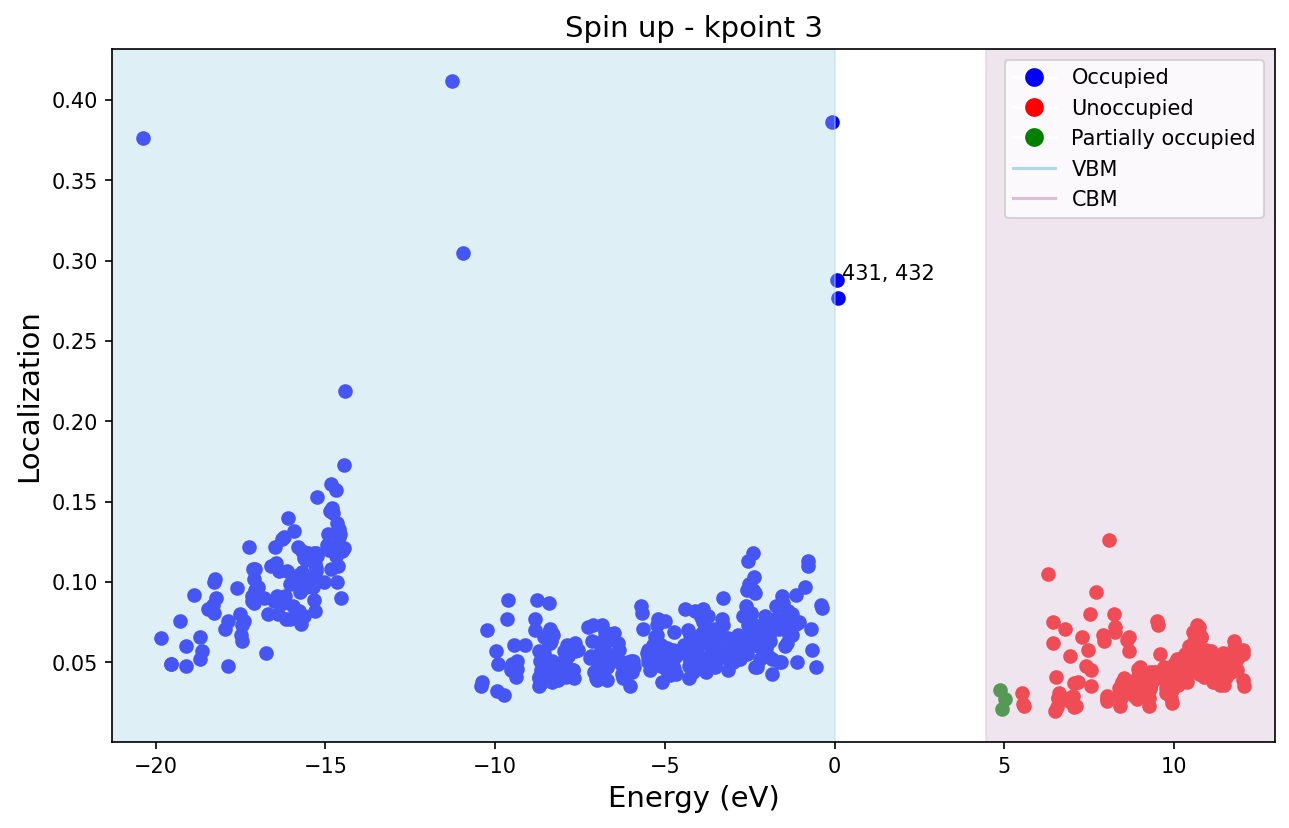 Spin up - kpoint 3
Localization
0.40
0.35
0.30
0.25
0.20
0.15
0.10
0.05
Occupied
Unoccupied
Partially occupied
VBM
CBM
431, 432
−20
−15
−10
−5
0
5
10
Energy (eV)